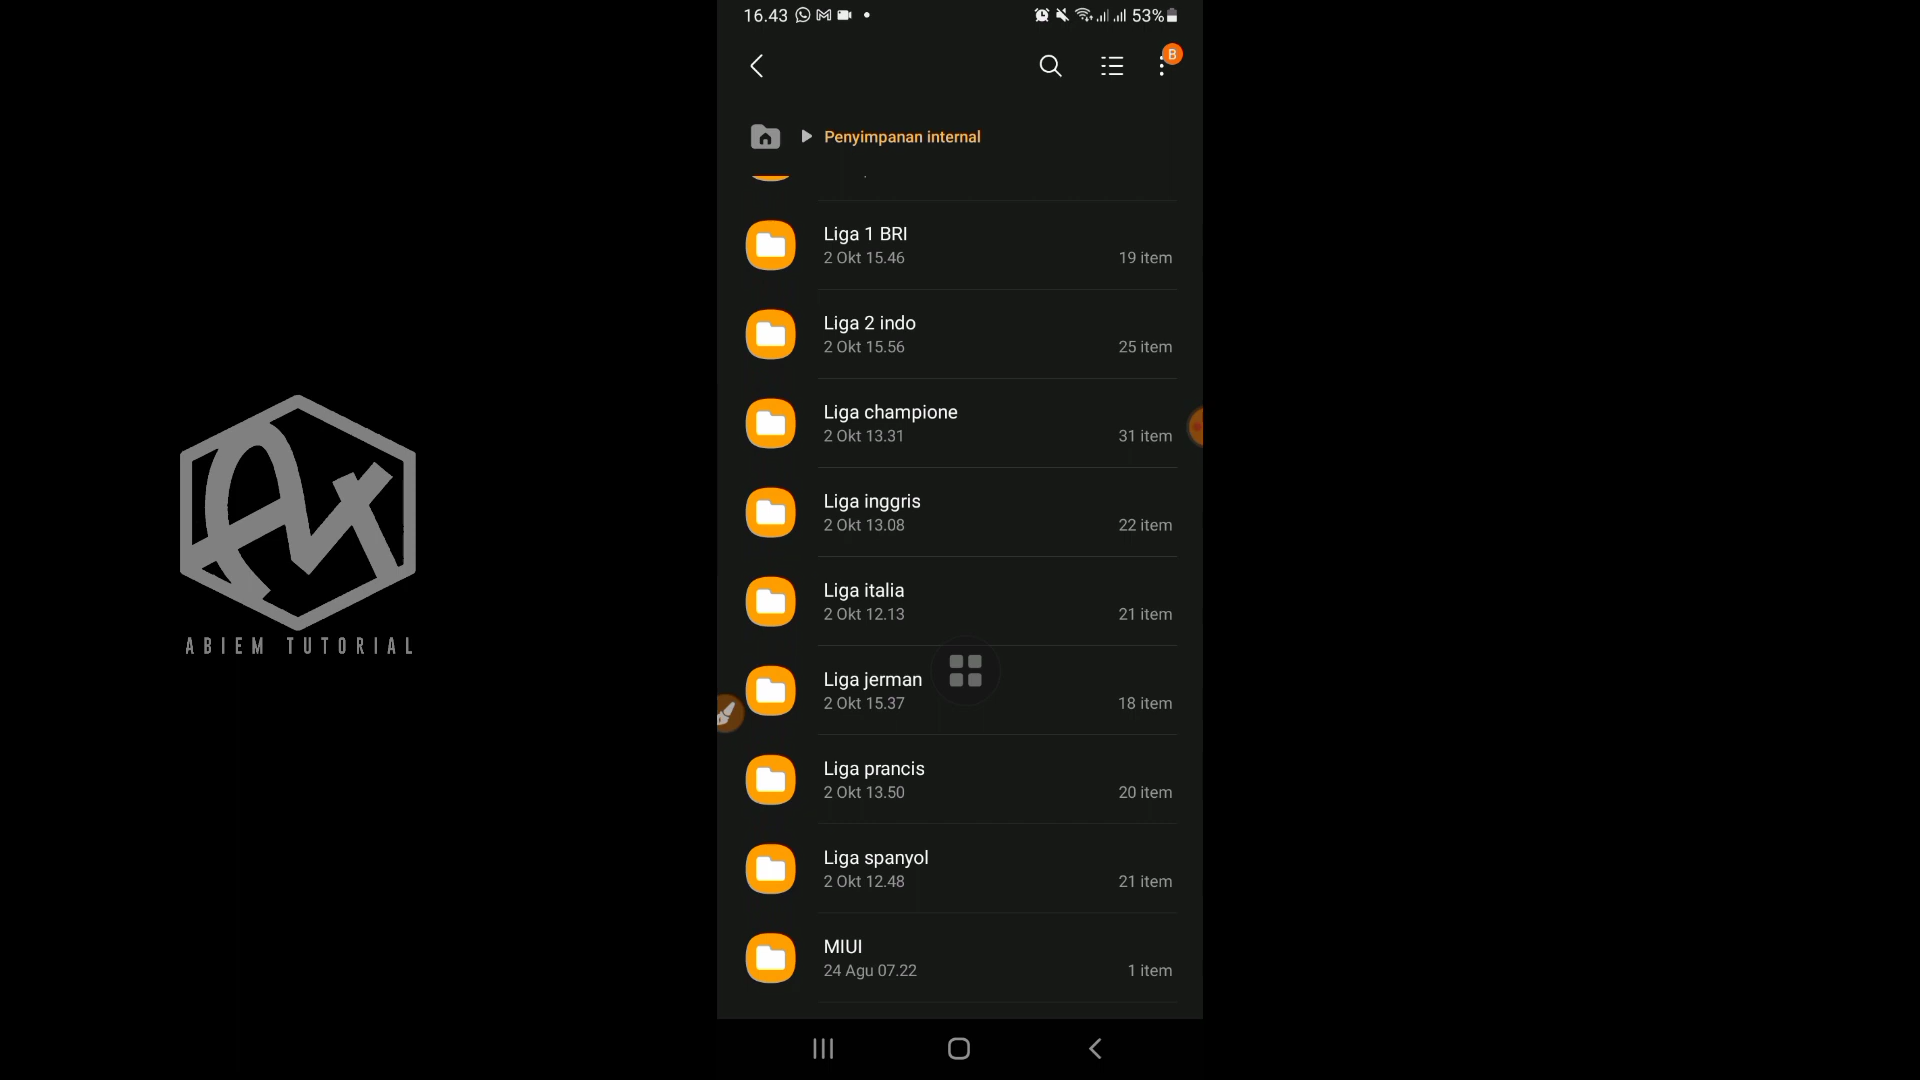 16.43
53%
B
Penyimpanan internal
Liga 1 BRI
2 Okt 15.46
19 item
Liga 2 indo
2 Okt 15.56
25 item
Liga champione
2 Okt 13.31
31 item
Liga inggris
2 Okt 13.08
22 item
Liga italia
2 Okt 12.13
21 item
Liga jerman
2 Okt 15.37
18 item
Liga prancis
2 Okt 13.50
20 item
Liga spanyol
2 Okt 12.48
21 item
MIUI
24 Agu 07.22
1 item
ABIEM TUTORIAL